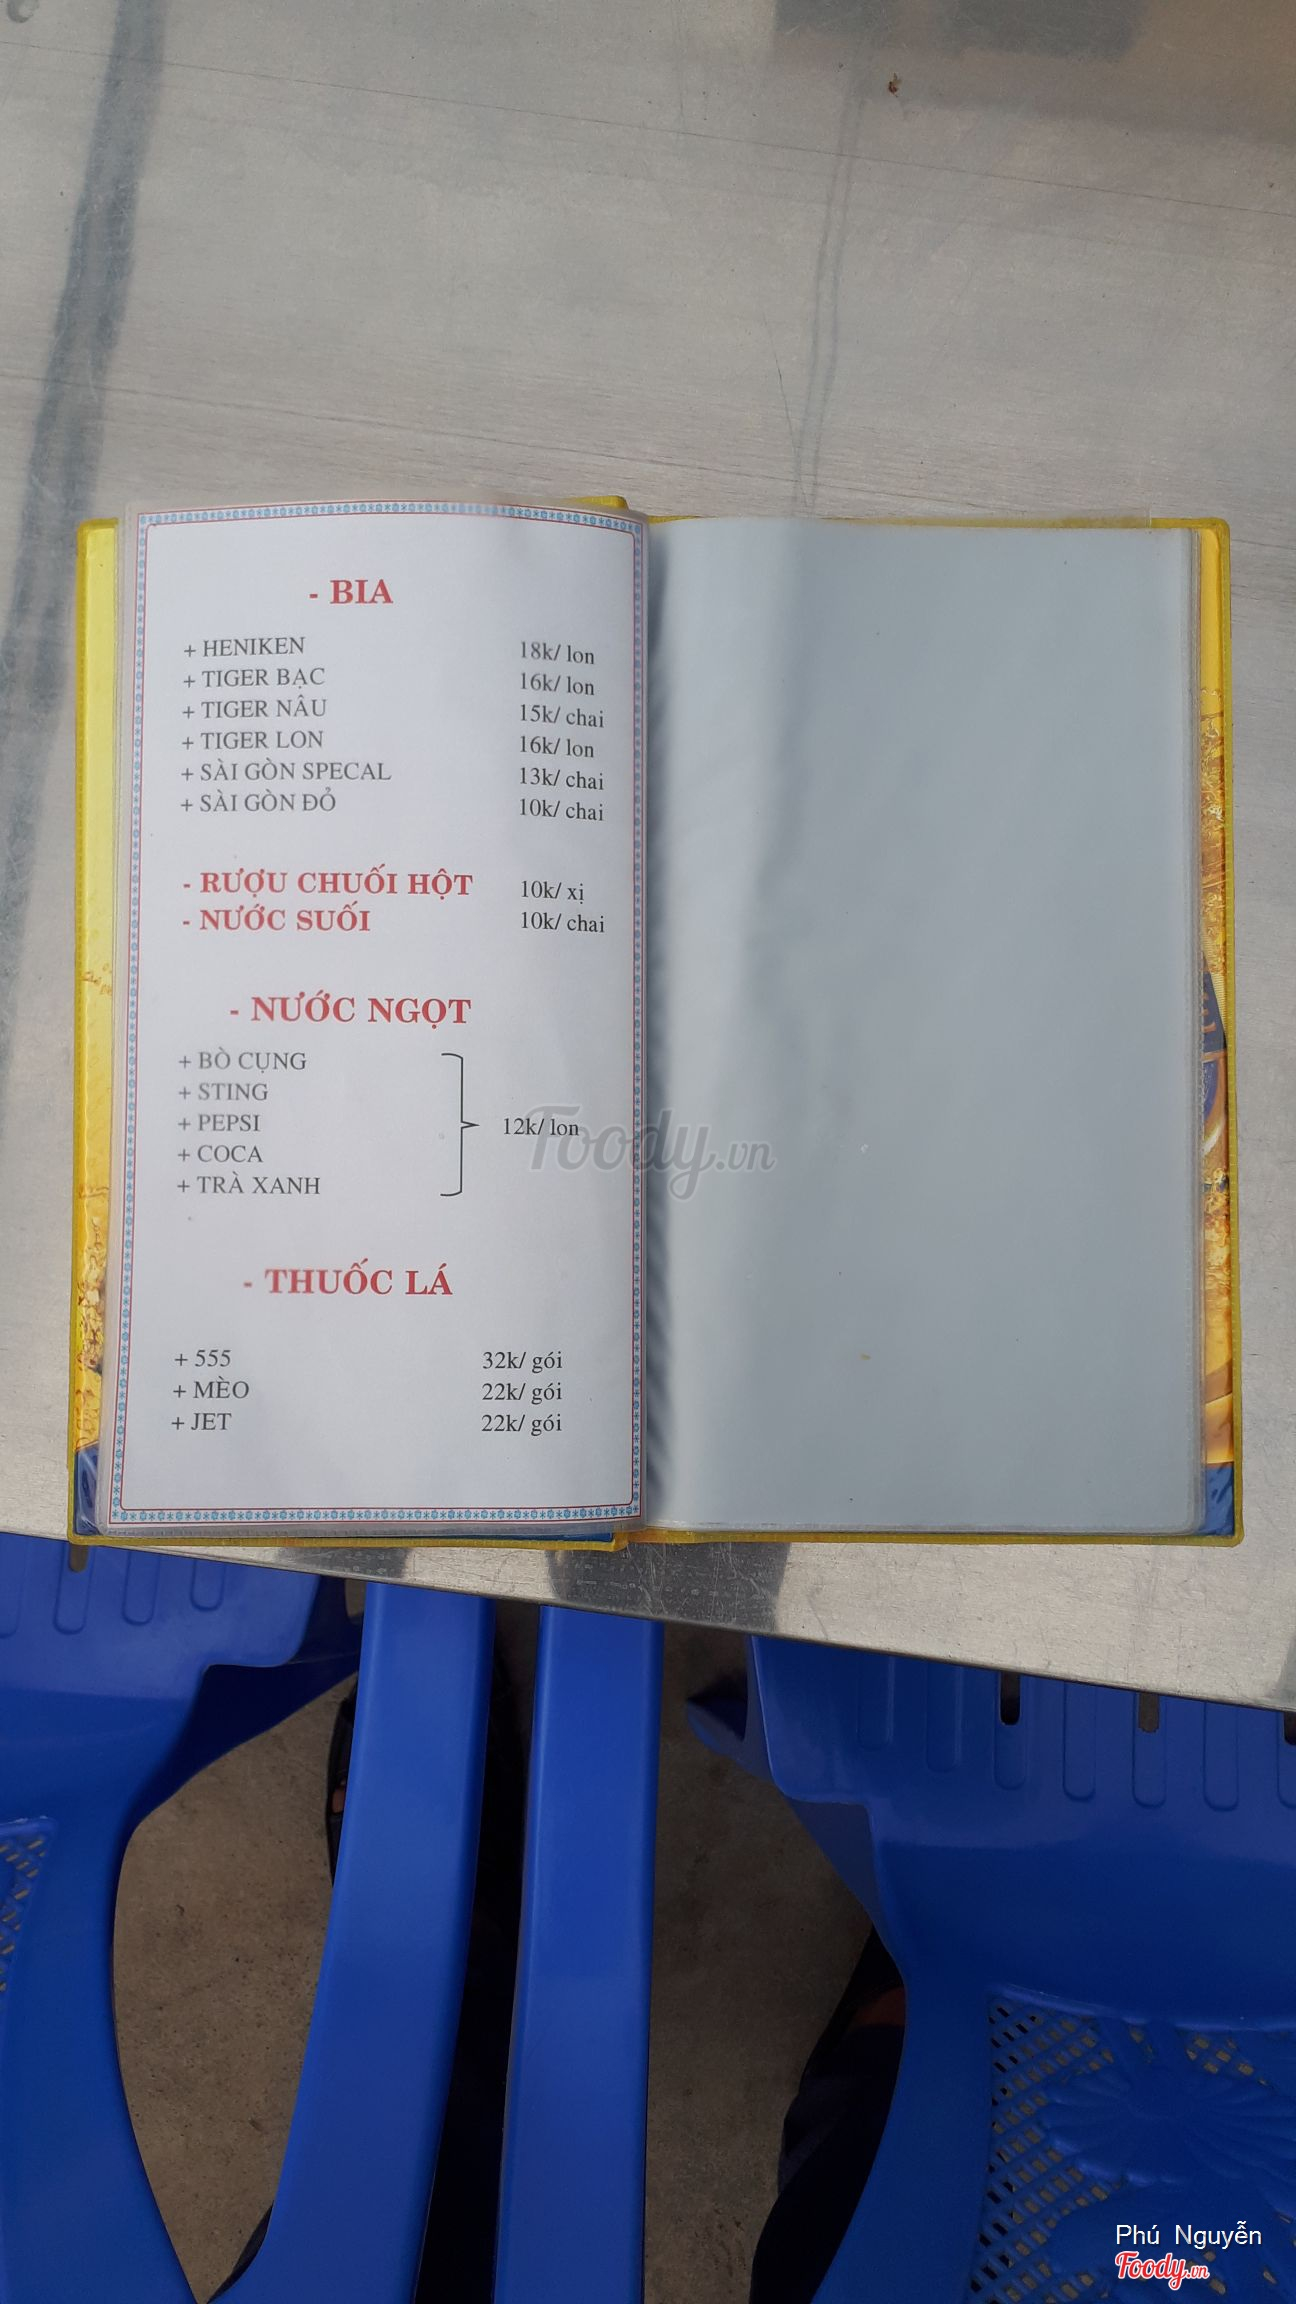 - BIA
+ HENIKEN 18k/ lon
+ TIGER BẠC 16k/ lon
+ TIGER NÂU 15k/ chai
+ TIGER LON 16k/ lon
+ SÀI GÒN SPECAL 13k/ chai
+ SÀI GÒN ĐỎ 10k/ chai
- RƯỢU CHUỐI HỘT 10k/ xị
- NƯỚC SUỐI 10k/ chai
- NƯỚC NGỌT
+ BÒ CỤNG
+ STING
+ PEPSI 12k/ lon
+ COCA
+ TRÀ XANH
Foody.vn
- THUỐC LÁ
+ 555 32k/ gói
+ MÈO 22k/ gói
+ JET 22k/ gói
Phú Nguyễn
Foody.vn